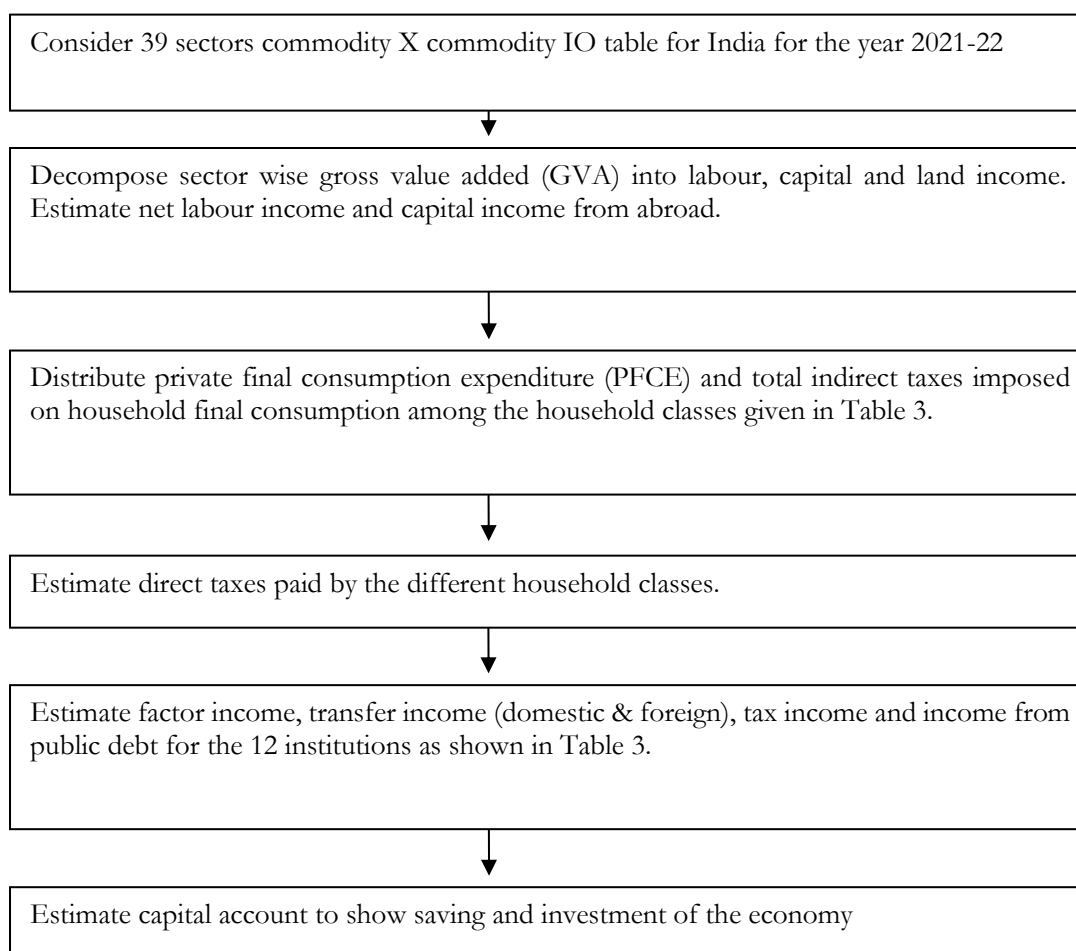 Consider 39 sectors commodity X commodity IO table for India for the year 2021-22
Decompose sector wise gross value added (GVA) into labour, capital and land income.
Estimate net labour income and capital income from abroad.
Distribute private final consumption expenditure (PFCE) and total indirect taxes imposed
on household final consumption among the household classes given in Table 3.
Estimate direct taxes paid by the different household classes.
Estimate factor income, transfer income (domestic & foreign), tax income and income from
public debt for the 12 institutions as shown in Table 3.
Estimate capital account to show saving and investment of the economy